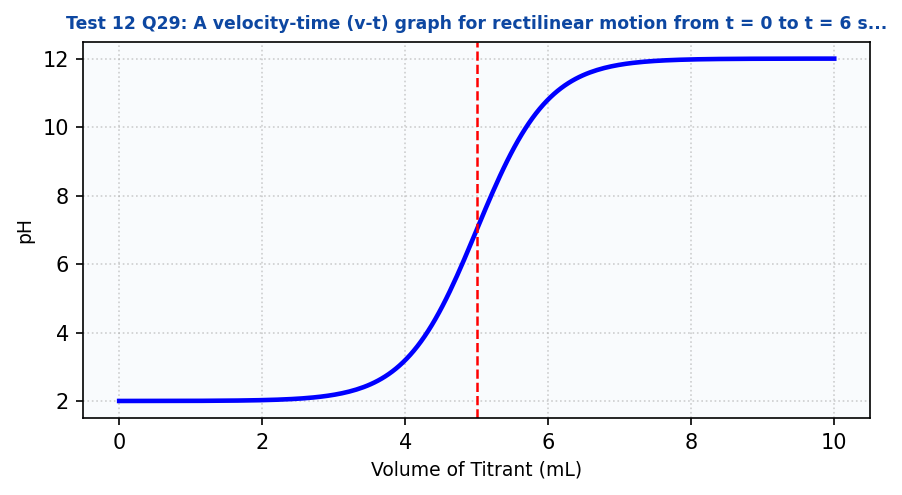 Test 12 Q29: A velocity-time (v-t) graph for rectilinear motion from t = 0 to t = 6 s...
12
10
8
6
4
2
pH
0 2 4 6 8 10
Volume of Titrant (mL)